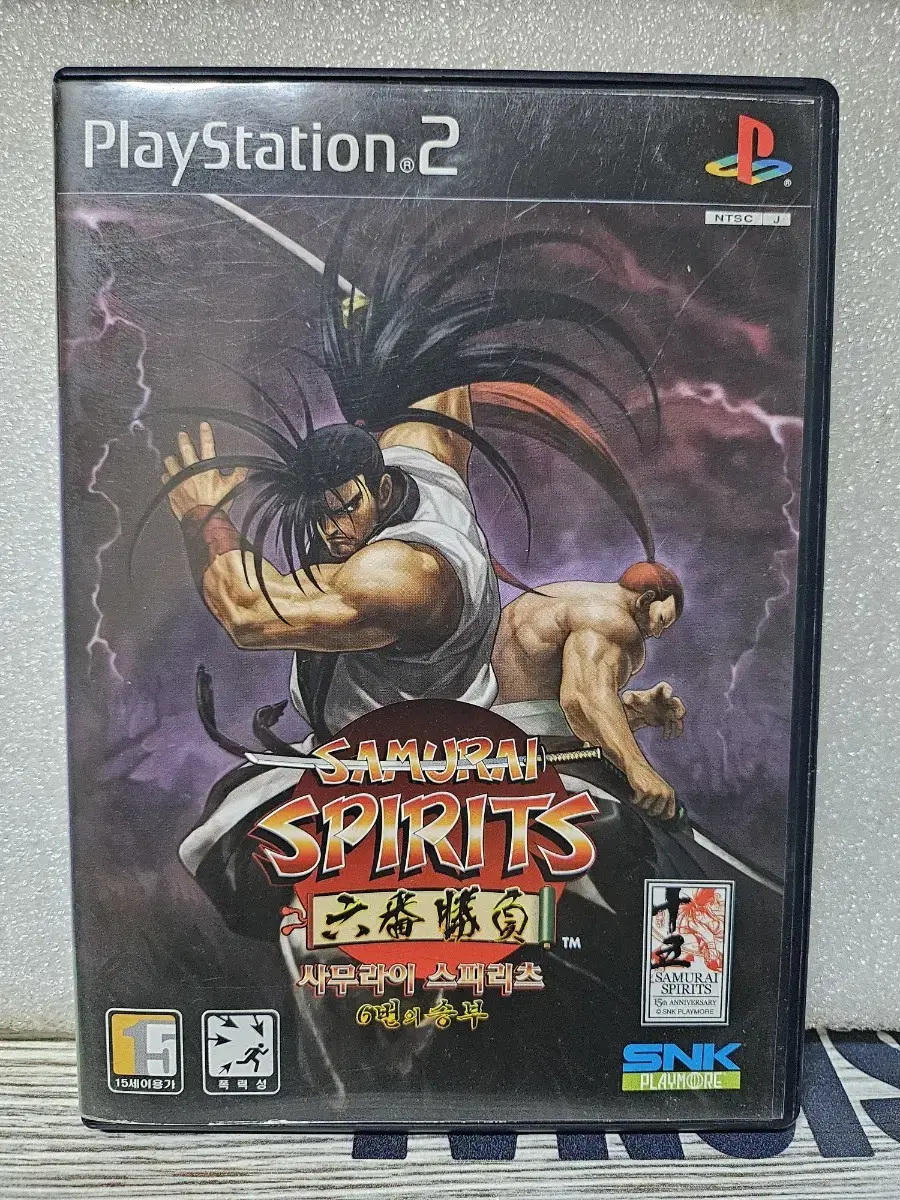 PlayStation®2
NTSC J
SAMURAI
SPIRITS
六番勝負
TM
사무라이 스피리츠
6번의 승부
十五
SAMURAI
SPIRITS
15th ANNIVERSARY
© SNK PLAYMORE
15
15세이용가
폭력성
SNK
PLAYMORE